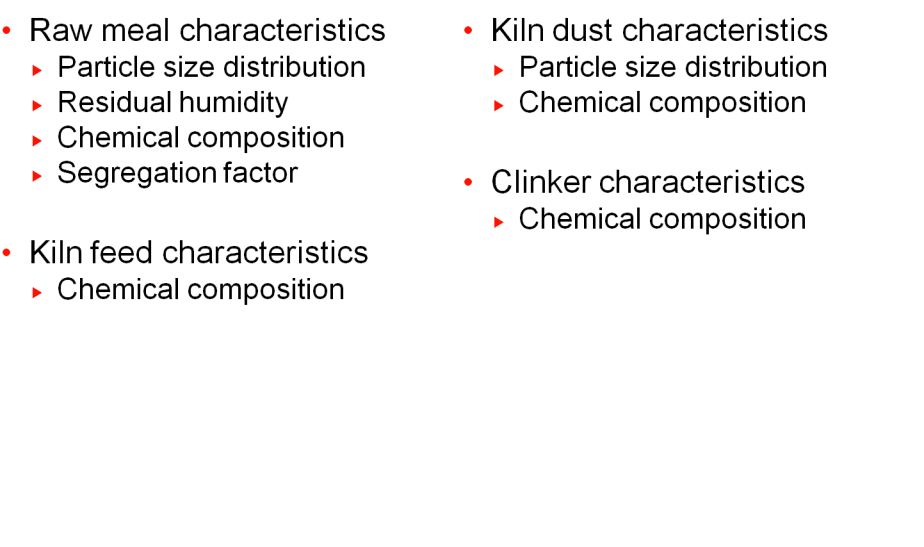 • Raw meal characteristics
▶ Particle size distribution
▶ Residual humidity
▶ Chemical composition
▶ Segregation factor
• Kiln feed characteristics
▶ Chemical composition
• Kiln dust characteristics
▶ Particle size distribution
▶ Chemical composition
• Clinker characteristics
▶ Chemical composition